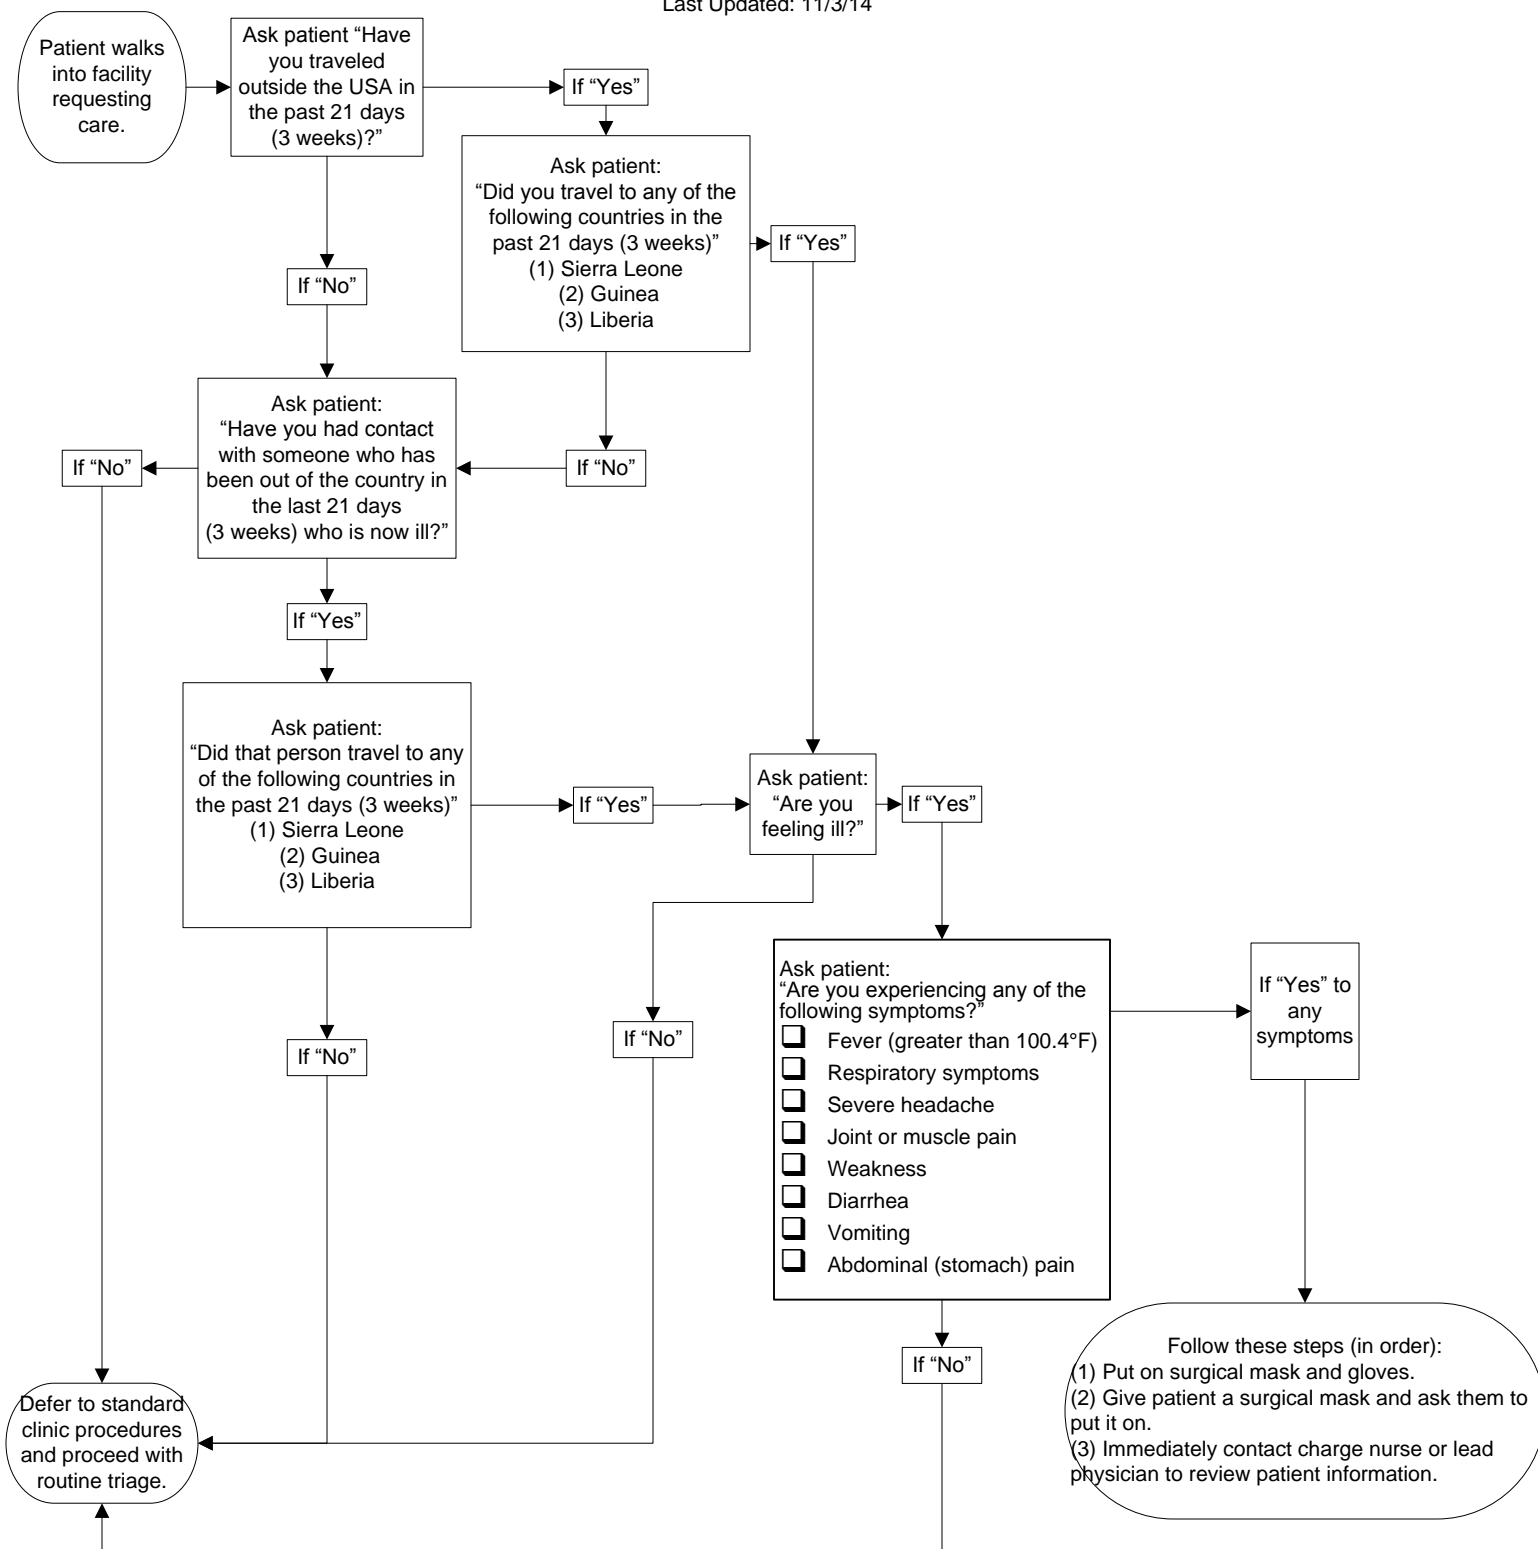 Last Updated: 11/3/14
Patient walks
into facility
requesting
care.
Ask patient “Have
you traveled
outside the USA in
the past 21 days
(3 weeks)?”
If “Yes”
Ask patient:
“Did you travel to any of the
following countries in the
past 21 days (3 weeks)”
(1) Sierra Leone
(2) Guinea
(3) Liberia
If “Yes”
If “No”
Ask patient:
“Have you had contact
with someone who has
been out of the country in
the last 21 days
(3 weeks) who is now ill?”
If “No”
If “No”
If “Yes”
Ask patient:
“Did that person travel to any
of the following countries in
the past 21 days (3 weeks)”
(1) Sierra Leone
(2) Guinea
(3) Liberia
If “Yes”
Ask patient:
“Are you
feeling ill?”
If “Yes”
If “No”
If “No”
Ask patient:
“Are you experiencing any of the
following symptoms?”
Fever (greater than 100.4°F)
Respiratory symptoms
Severe headache
Joint or muscle pain
Weakness
Diarrhea
Vomiting
Abdominal (stomach) pain
If “Yes” to
any
symptoms
If “No”
Defer to standard
clinic procedures
and proceed with
routine triage.
Follow these steps (in order):
(1) Put on surgical mask and gloves.
(2) Give patient a surgical mask and ask them to
put it on.
(3) Immediately contact charge nurse or lead
physician to review patient information.